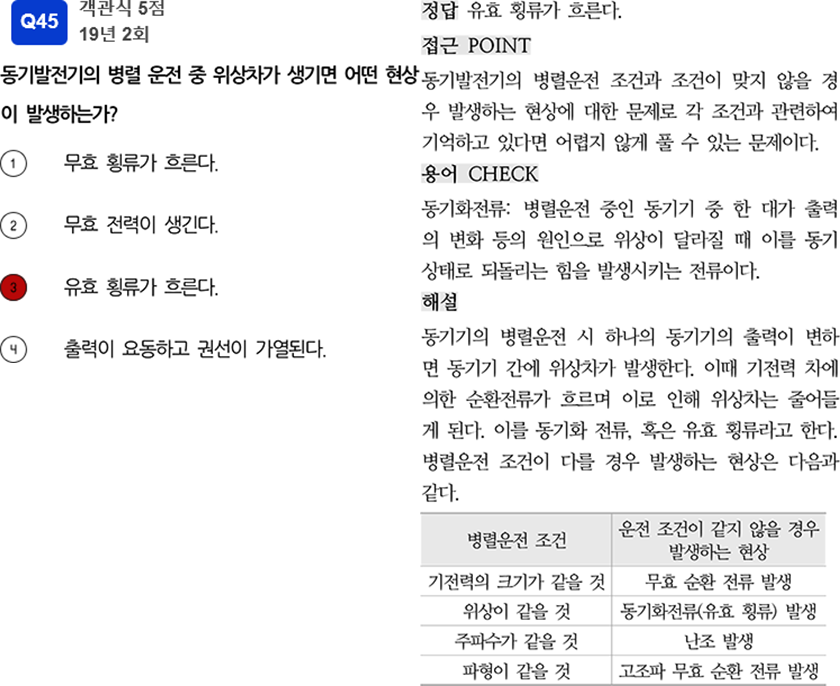 Q45
객관식 5점
19년 2회
동기발전기의 병렬 운전 중 위상차가 생기면 어떤 현상
이 발생하는가?
1 무효 횡류가 흐른다.
2 무효 전력이 생긴다.
3 유효 횡류가 흐른다.
4 출력이 요동하고 권선이 가열된다.
정답 유효 횡류가 흐른다.
접근 POINT
동기발전기의 병렬운전 조건과 조건이 맞지 않을 경
우 발생하는 현상에 대한 문제로 각 조건과 관련하여
기억하고 있다면 어렵지 않게 풀 수 있는 문제이다.
용어 CHECK
동기화전류: 병렬운전 중인 동기기 중 한 대가 출력
의 변화 등의 원인으로 위상이 달라질 때 이를 동기
상태로 되돌리는 힘을 발생시키는 전류이다.
해설
동기기의 병렬운전 시 하나의 동기기의 출력이 변하
면 동기기 간에 위상차가 발생한다. 이때 기전력 차에
의한 순환전류가 흐르며 이로 인해 위상차는 줄어들
게 된다. 이를 동기화 전류, 혹은 유효 횡류라고 한다.
병렬운전 조건이 다를 경우 발생하는 현상은 다음과
같다.
병렬운전 조건
운전 조건이 같지 않을 경우
발생하는 현상
기전력의 크기가 같을 것 무효 순환 전류 발생
위상이 같을 것 동기화전류(유효 횡류) 발생
주파수가 같을 것 난조 발생
파형이 같을 것 고조파 무효 순환 전류 발생